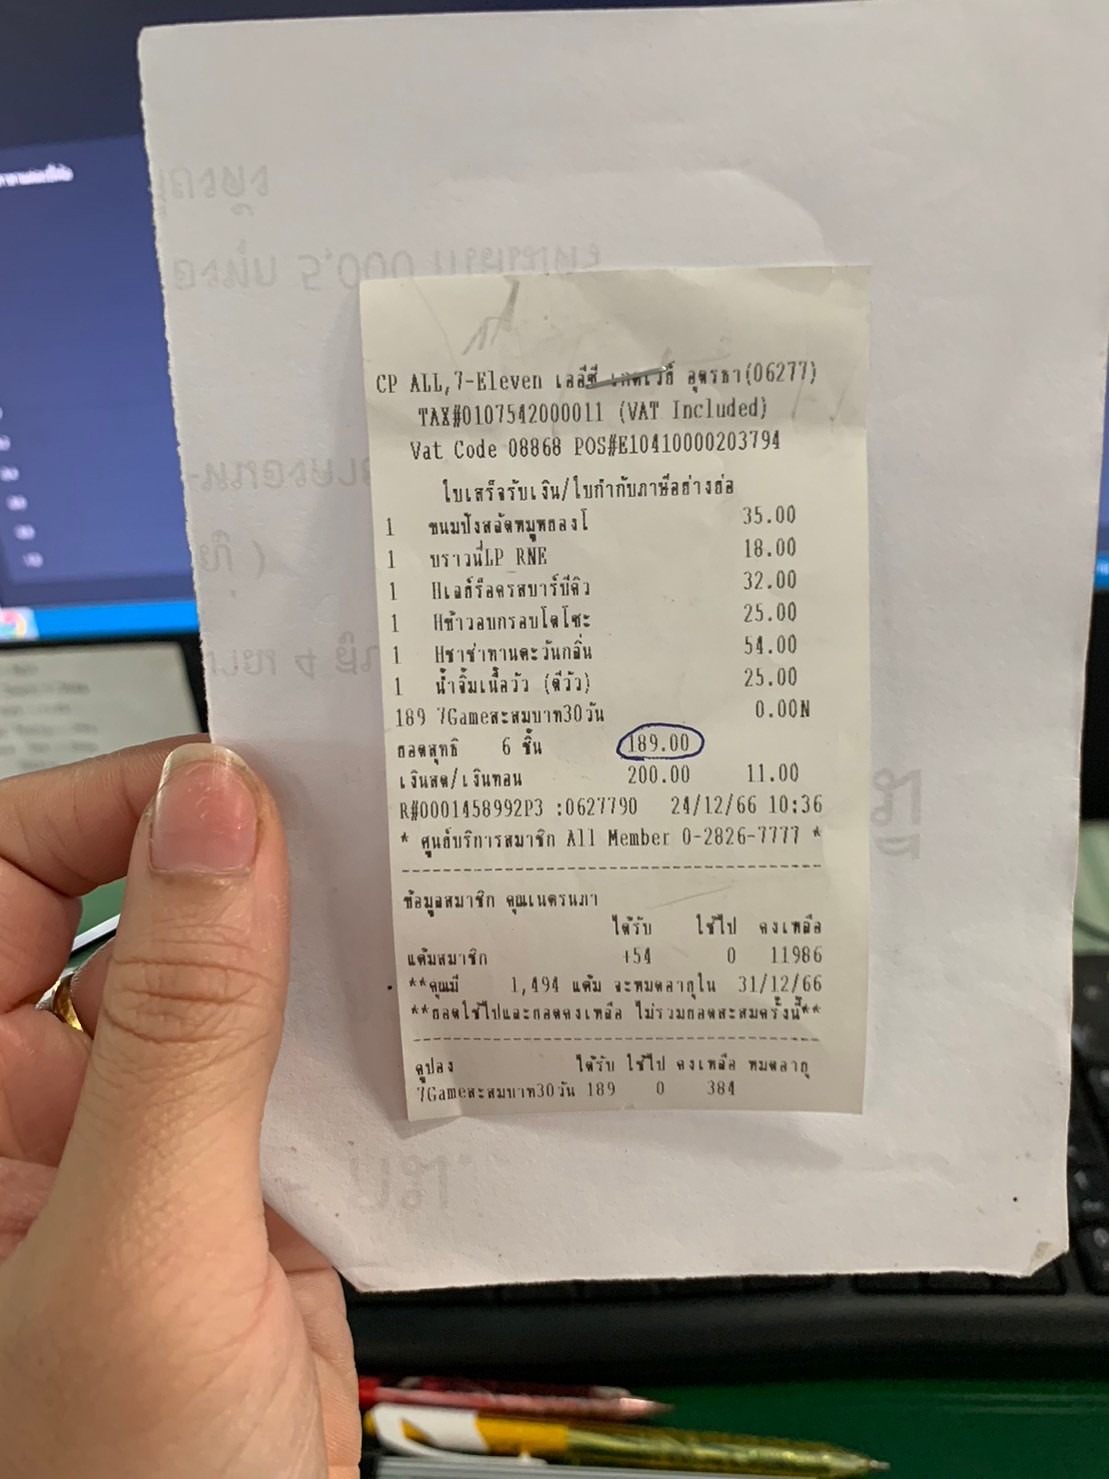 CP ALL,7-Eleven เลลีซี เกตเวย์ อุดรธา(06277)
TAX#0107542000011 (VAT Included)
Vat Code 08868 POS#E10410000203794
ใบเสร็จรับเงิน/ใบกำกับภาษีอย่างย่อ
1 ขนมปังสลัดหมูหยองโ 35.00
1 บราวนี่LP_RNE 18.00
1 Hเลย์ร็อครสบาร์บีคิว 32.00
1 Hข้าวอบกรอบโดโซะ 25.00
1 Hชาช่าทานตะวันกลิ่น 54.00
1 น้ำจิ้มเนื้อวัว (ดีวัว) 25.00
189 7Gameสะสมบาท30วัน 0.00N
ยอดสุทธิ 6 ชิ้น 189.00
เงินสด/เงินทอน 200.00 11.00
R#0001458992P3 :0627790 24/12/66 10:36
* ศูนย์บริการสมาชิก All Member 0-2826-7777 *
ข้อมูลสมาชิก คุณเนตรนภา
ได้รับ ใช้ไป คงเหลือ
แต้มสมาชิก +54 0 11986
**คุณมี 1,494 แต้ม จะหมดอายุใน 31/12/66
**ยอดใช้ไปและยอดคงเหลือ ไม่รวมยอดสะสมครั้งนี้**
คูปอง ได้รับ ใช้ไป คงเหลือ หมดอายุ
7Gameสะสมบาท30วัน 189 0 384